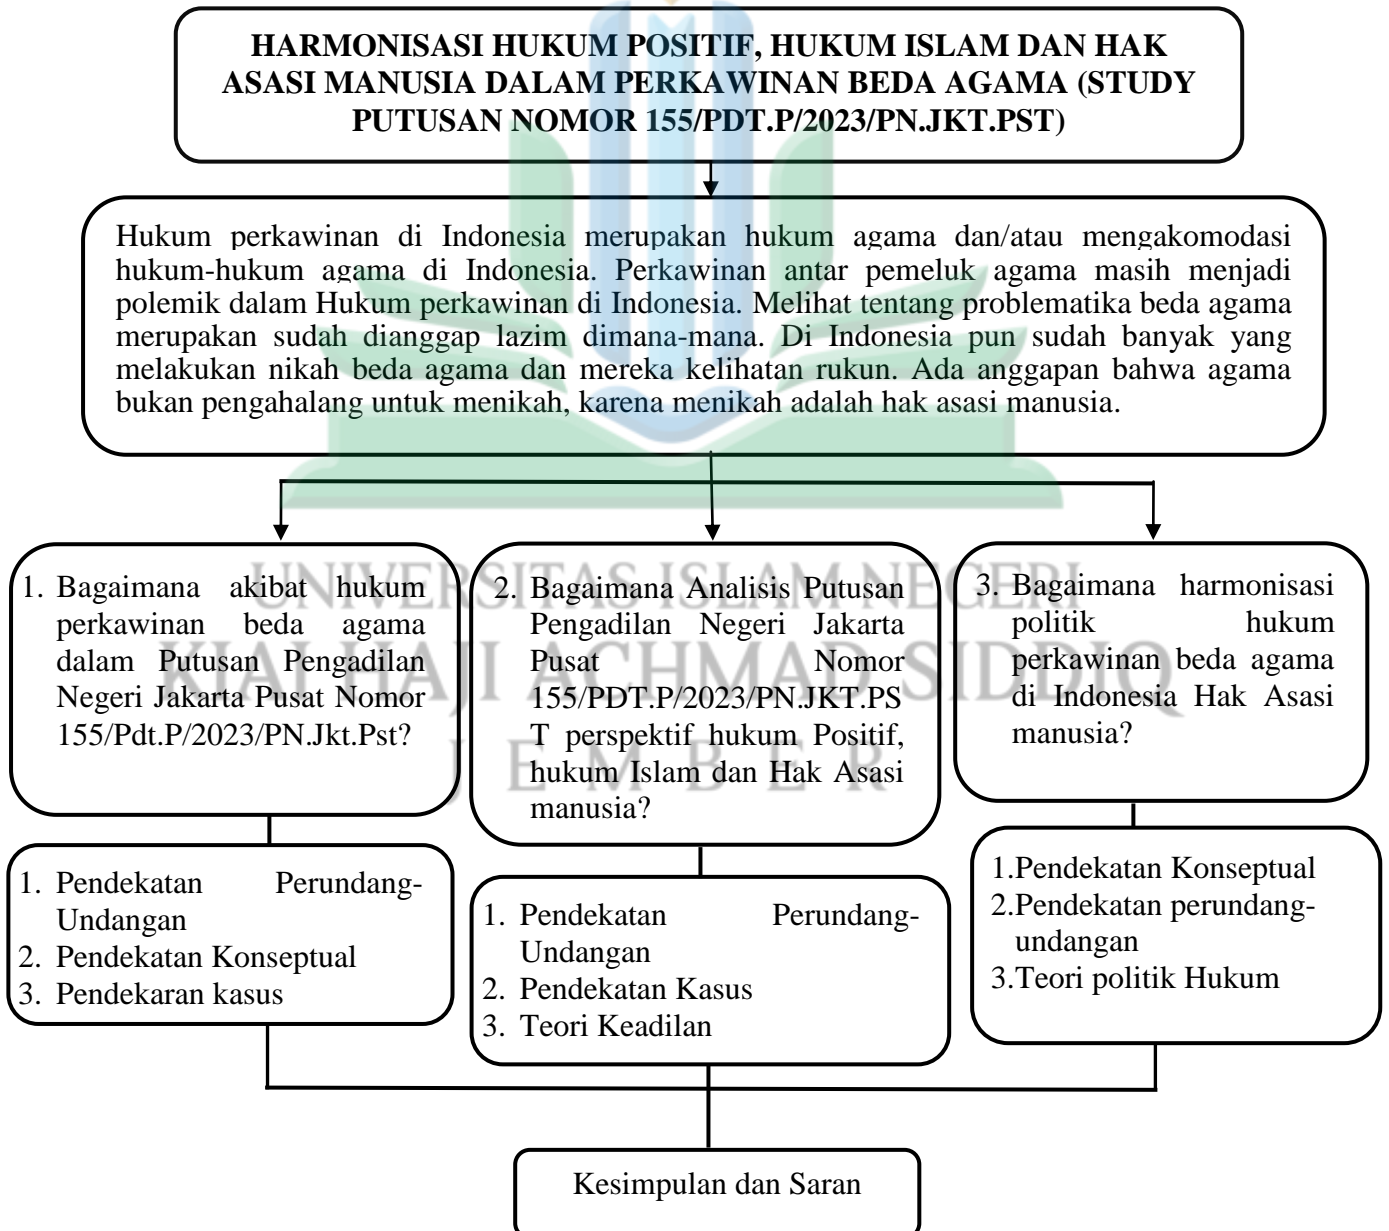 HARMONISASI HUKUM POSITIF, HUKUM ISLAM DAN HAK
ASASI MANUSIA DALAM PERKAWINAN BEDA AGAMA (STUDY
PUTUSAN NOMOR 155/PDT.P/2023/PN.JKT.PST)
Hukum perkawinan di Indonesia merupakan hukum agama dan/atau mengakomodasi
hukum-hukum agama di Indonesia. Perkawinan antar pemeluk agama masih menjadi
polemik dalam Hukum perkawinan di Indonesia. Melihat tentang problematika beda agama
merupakan sudah dianggap lazim dimana-mana. Di Indonesia pun sudah banyak yang
melakukan nikah beda agama dan mereka kelihatan rukun. Ada anggapan bahwa agama
bukan pengahalang untuk menikah, karena menikah adalah hak asasi manusia.
1. Bagaimana akibat hukum
perkawinan beda agama
dalam Putusan Pengadilan
Negeri Jakarta Pusat Nomor
155/Pdt.P/2023/PN.Jkt.Pst?
2. Bagaimana Analisis Putusan
Pengadilan Negeri Jakarta
Pusat Nomor
155/PDT.P/2023/PN.JKT.PS
T perspektif hukum Positif,
hukum Islam dan Hak Asasi
manusia?
3. Bagaimana harmonisasi
politik hukum
perkawinan beda agama
di Indonesia Hak Asasi
manusia?
UNIVERSITAS ISLAM NEGERI
KIAI HAJI ACHMAD SIDDIQ
JEMBER
1. Pendekatan Perundang-
Undangan
2. Pendekatan Konseptual
3. Pendekaran kasus
1. Pendekatan Perundang-
Undangan
2. Pendekatan Kasus
3. Teori Keadilan
1.Pendekatan Konseptual
2.Pendekatan perundang-
undangan
3.Teori politik Hukum
Kesimpulan dan Saran